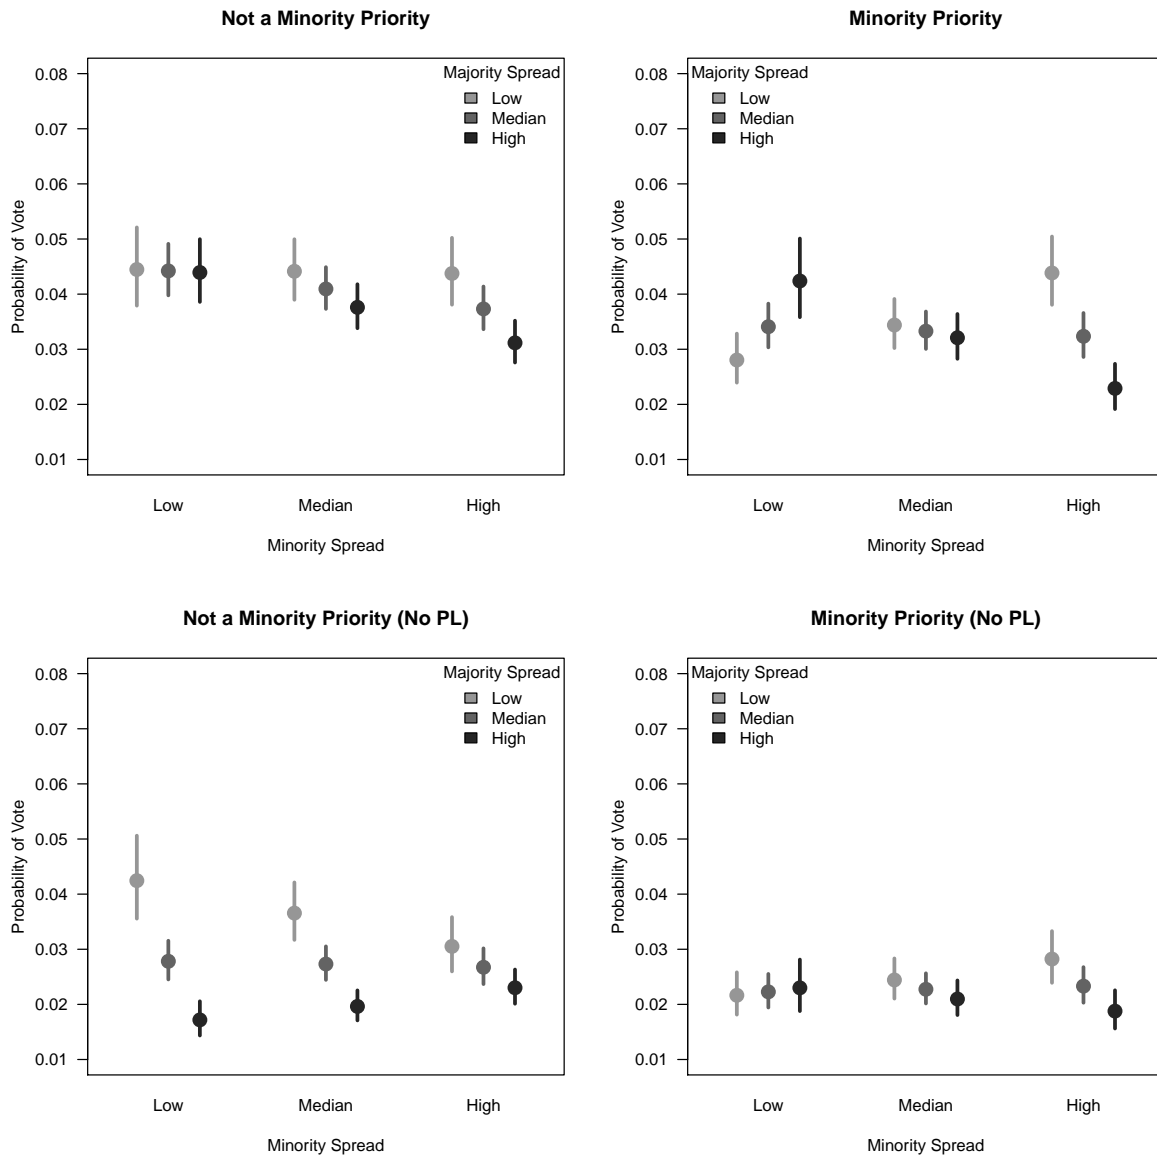 Not a Minority Priority
Probability of Vote
0.08
0.07
0.06
0.05
0.04
0.03
0.02
0.01
Majority Spread
Low
Median
High
Low Median High
Minority Spread
Minority Priority
Probability of Vote
0.08
0.07
0.06
0.05
0.04
0.03
0.02
0.01
Majority Spread
Low
Median
High
Low Median High
Minority Spread
Not a Minority Priority (No PL)
Probability of Vote
0.08
0.07
0.06
0.05
0.04
0.03
0.02
0.01
Majority Spread
Low
Median
High
Low Median High
Minority Spread
Minority Priority (No PL)
Probability of Vote
0.08
0.07
0.06
0.05
0.04
0.03
0.02
0.01
Majority Spread
Low
Median
High
Low Median High
Minority Spread